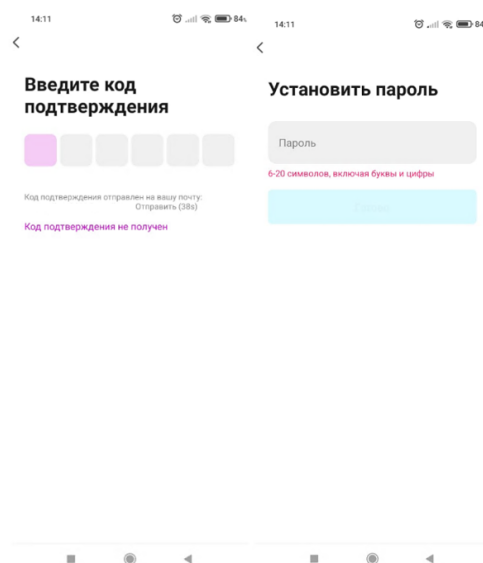 14:11
84%
Введите код
подтверждения
Код подтверждения отправлен на вашу почту:
Отправить (38s)
Код подтверждения не получен
14:11
84
Установить пароль
Пароль
6-20 символов, включая буквы и цифры